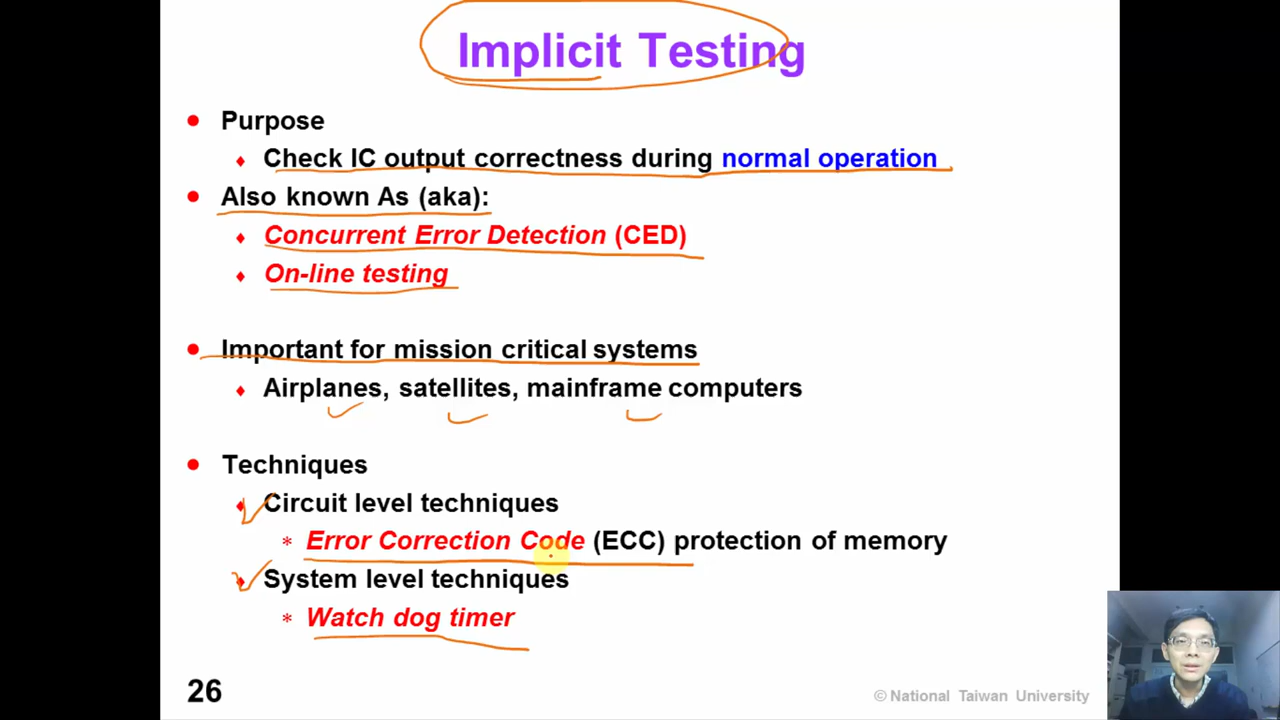 Implicit Testing
Purpose
Check IC output correctness during normal operation
Also known As (aka):
Concurrent Error Detection (CED)
On-line testing
Important for mission critical systems
Airplanes, satellites, mainframe computers
Techniques
Circuit level techniques
* Error Correction Code (ECC) protection of memory
System level techniques
* Watch dog timer
26
© National Taiwan University